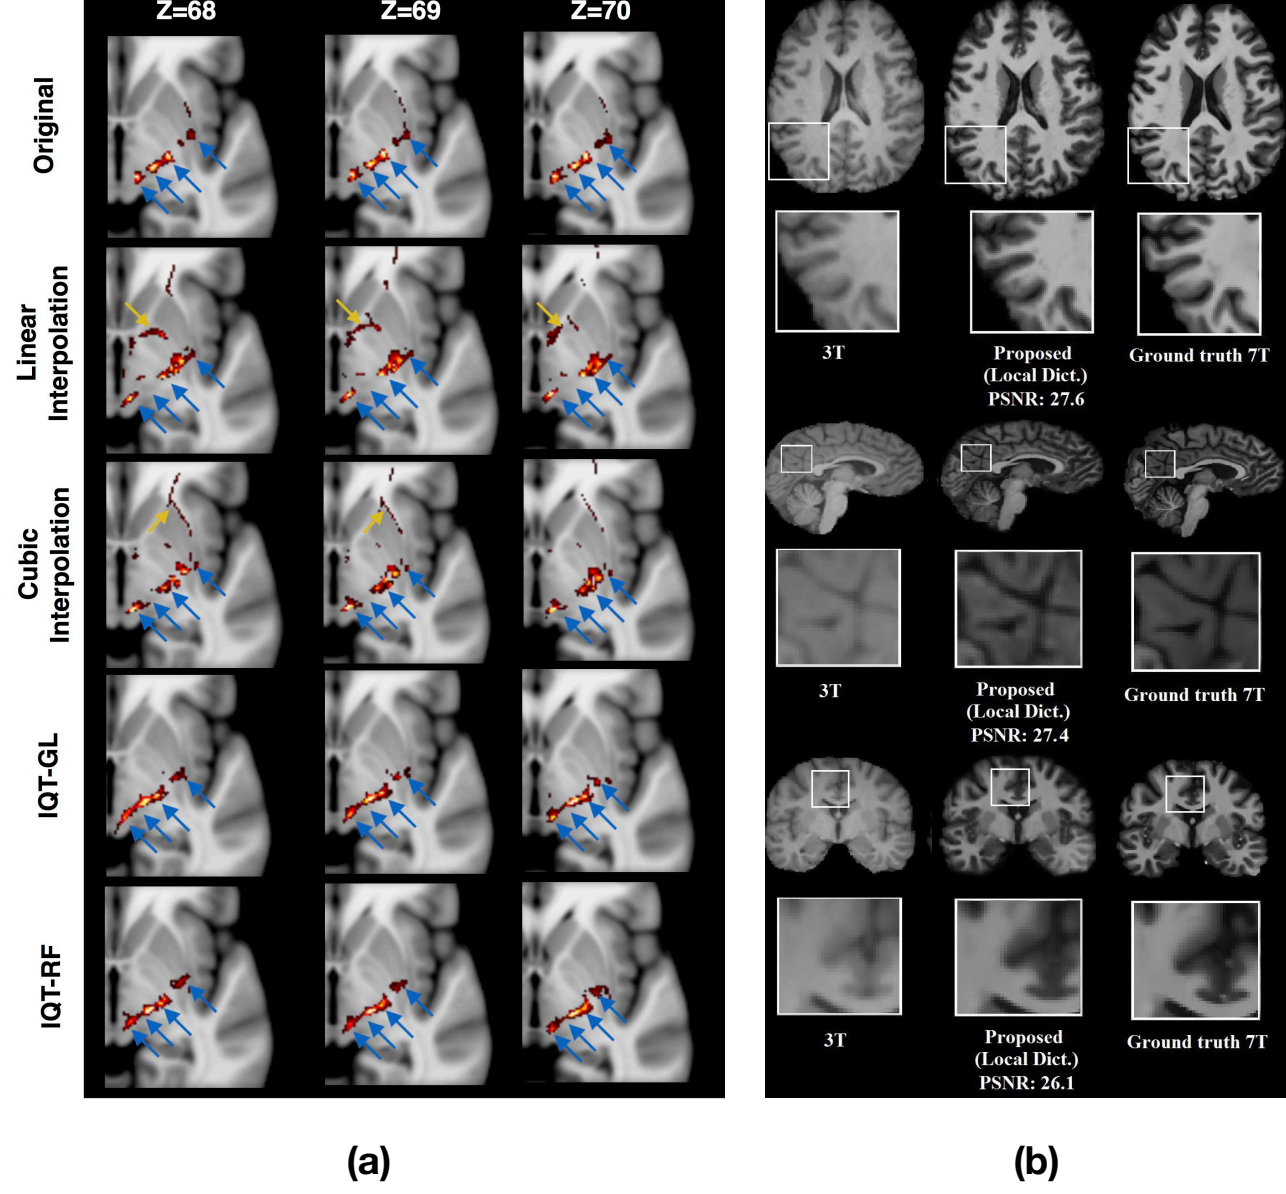 Z=68
Z=69
Z=70
Original
Linear
Interpolation
Cubic
Interpolation
IQT-GL
IQT-RF
(a)
3T
Proposed
(Local Dict.)
PSNR: 27.6
Ground truth 7T
3T
Proposed
(Local Dict.)
PSNR: 27.4
Ground truth 7T
3T
Proposed
(Local Dict.)
PSNR: 26.1
Ground truth 7T
(b)